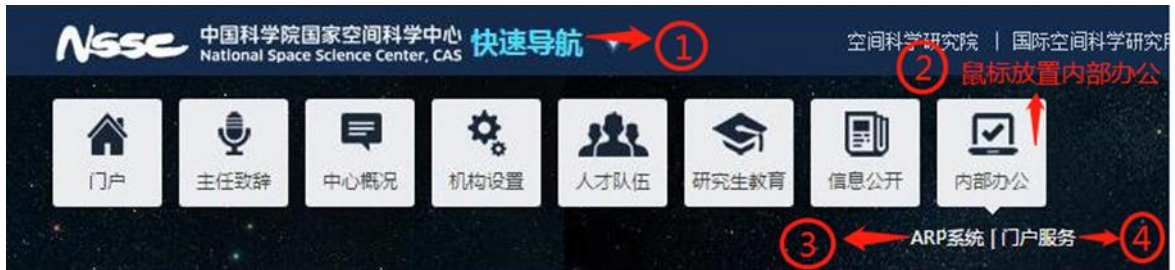 NSSC 中国科学院国家空间科学中心 快速导航 ① 空间科学研究院 | 国际空间科学研究
National Space Science Center, CAS
② 鼠标放置内部办公
门户 主任致辞 中心概况 机构设置 人才队伍 研究生教育 信息公开 内部办公
③ ARP系统 | 门户服务 ④